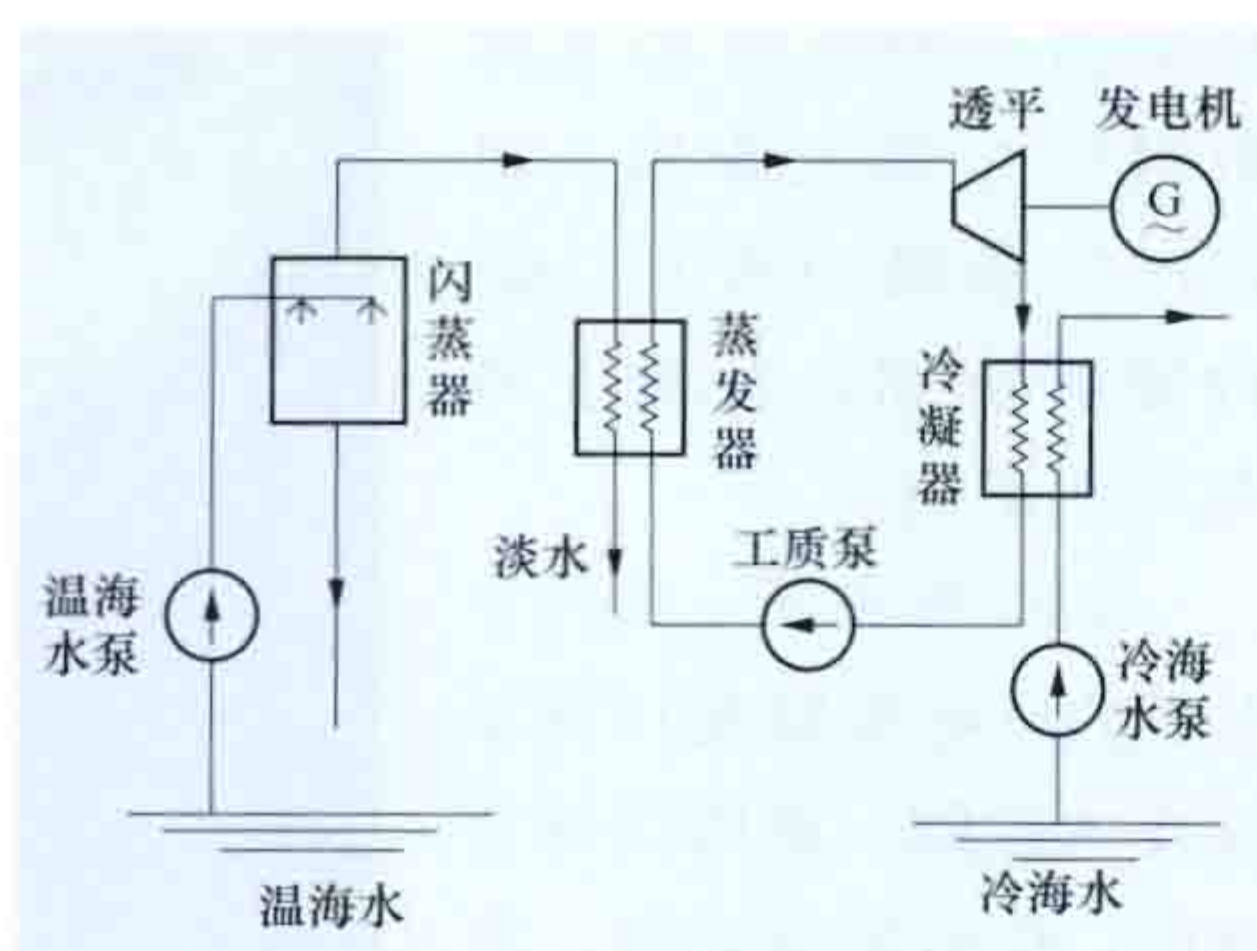 透平
发电机
G
~
闪
蒸
器
蒸
发
器
冷
凝
器
淡水
工质泵
温海
水泵
冷海
水泵
温海水
冷海水